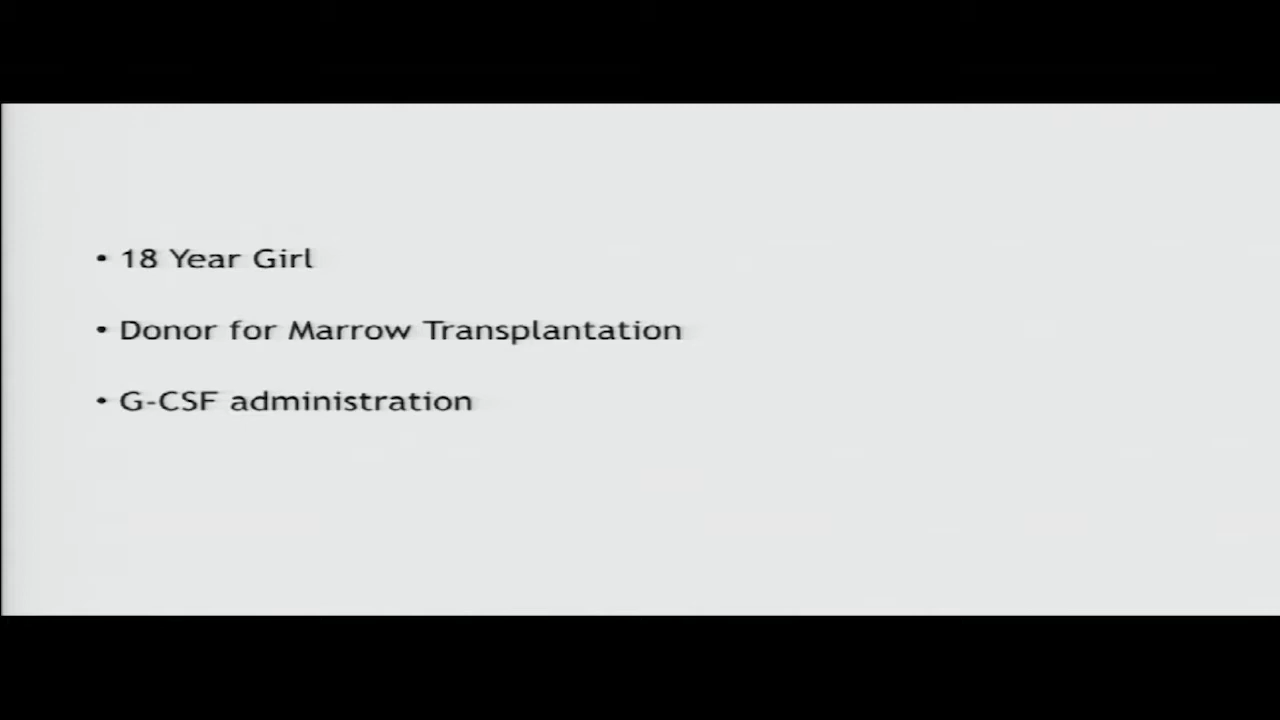 • 18 Year Girl
• Donor for Marrow Transplantation
• G-CSF administration